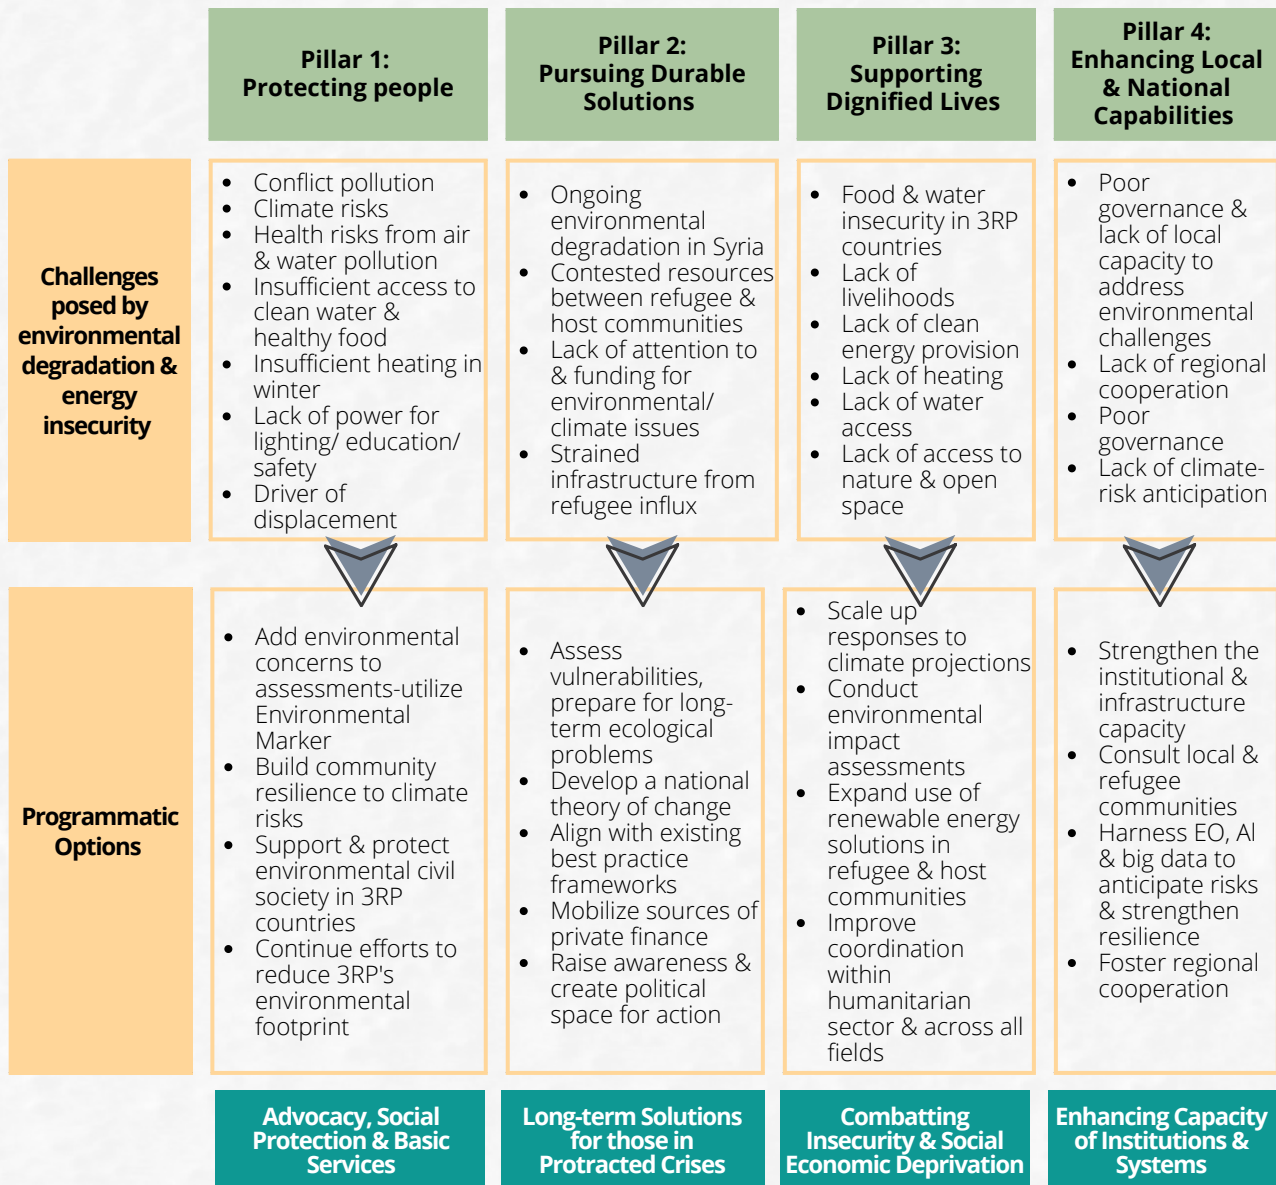 Pillar 1:
Protecting people
Pillar 2:
Pursuing Durable
Solutions
Pillar 3:
Supporting
Dignified Lives
Pillar 4:
Enhancing Local
& National
Capabilities
Challenges
posed by
environmental
degradation &
energy
insecurity
• Conflict pollution
• Climate risks
• Health risks from air
& water pollution
• Insufficient access to
clean water &
healthy food
• Insufficient heating in
winter
• Lack of power for
lighting/ education/
safety
• Driver of
displacement
• Ongoing
environmental
degradation in Syria
• Contested resources
between refugee &
host communities
• Lack of attention to
& funding for
environmental/
climate issues
• Strained
infrastructure from
refugee influx
• Food & water
insecurity in 3RP
countries
• Lack of
livelihoods
• Lack of clean
energy provision
• Lack of heating
• Lack of water
access
• Lack of access to
nature & open
space
• Poor
governance &
lack of local
capacity to
address
environmental
challenges
• Lack of regional
cooperation
• Poor
governance
• Lack of climate-
risk anticipation
Programmatic
Options
• Add environmental
concerns to
assessments-utilize
Environmental
Marker
• Build community
resilience to climate
risks
• Support & protect
environmental civil
society in 3RP
countries
• Continue efforts to
reduce 3RP's
environmental
footprint
• Assess
vulnerabilities,
prepare for long-
term ecological
problems
• Develop a national
theory of change
• Align with existing
best practice
frameworks
• Mobilize sources of
private finance
• Raise awareness &
create political
space for action
• Scale up
responses to
climate projections
• Conduct
environmental
impact
assessments
• Expand use of
renewable energy
solutions in
refugee & host
communities
• Improve
coordination
within
humanitarian
sector & across all
fields
• Strengthen the
institutional &
infrastructure
capacity
• Consult local &
refugee
communities
• Harness EO, AI
& big data to
anticipate risks
& strengthen
resilience
• Foster regional
cooperation
Advocacy, Social
Protection & Basic
Services
Long-term Solutions
for those in
Protracted Crises
Combatting
Insecurity & Social
Economic Deprivation
Enhancing Capacity
of Institutions &
Systems